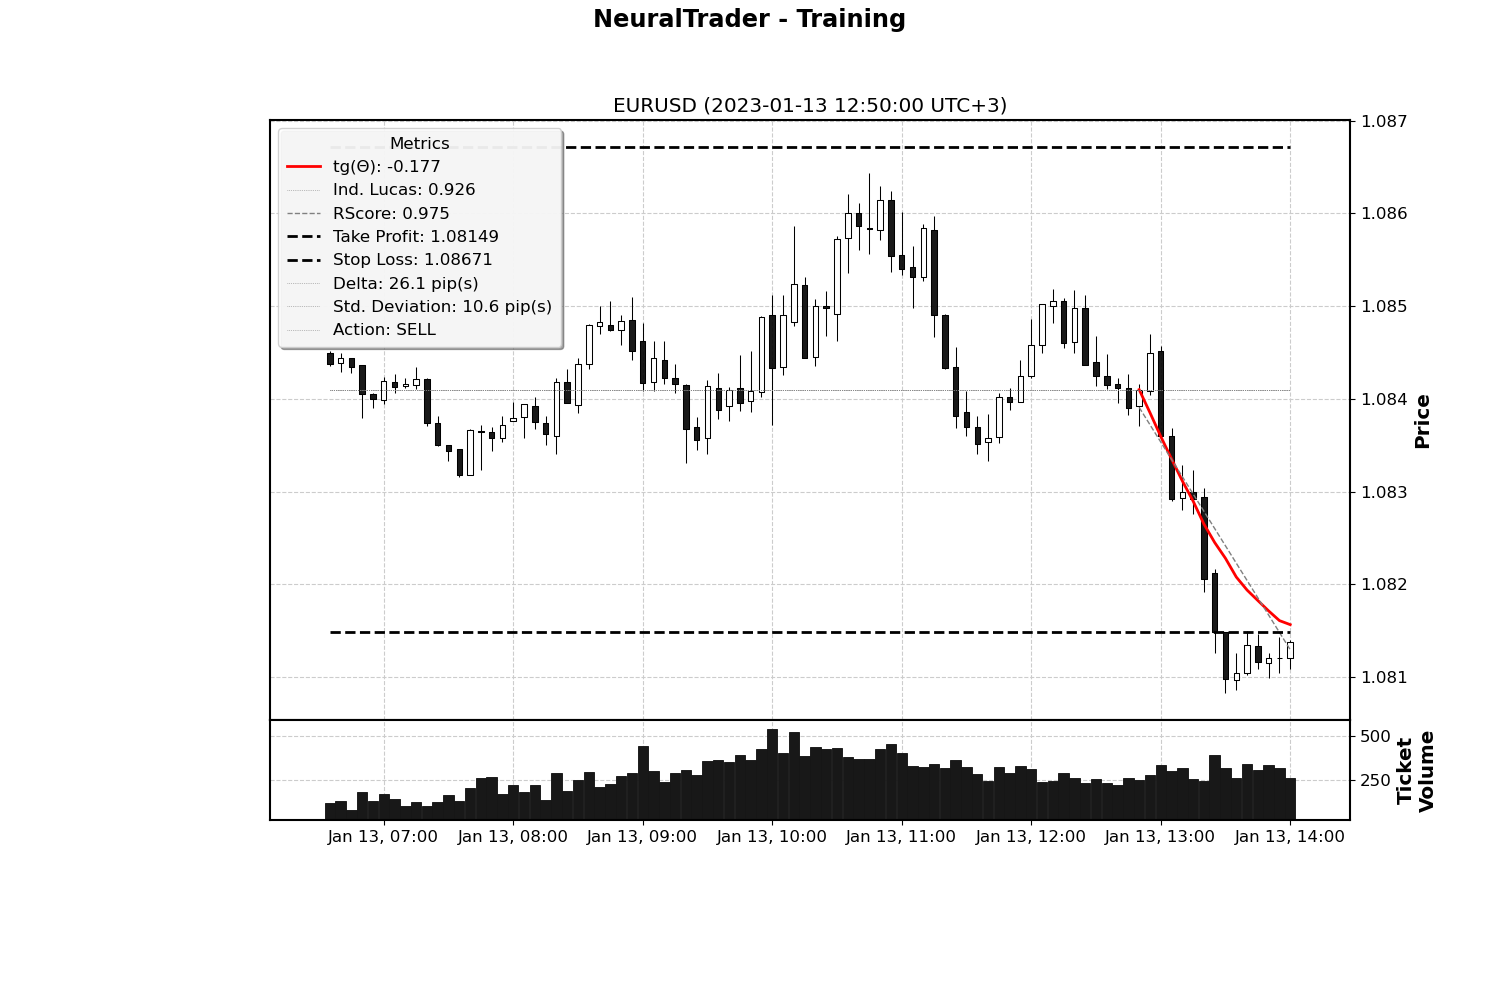 NeuralTrader - Training
EURUSD (2023-01-13 12:50:00 UTC+3)
Metrics
tg(Θ): -0.177
Ind. Lucas: 0.926
RScore: 0.975
Take Profit: 1.08149
Stop Loss: 1.08671
Delta: 26.1 pip(s)
Std. Deviation: 10.6 pip(s)
Action: SELL
1.087
1.086
1.085
1.084
1.083
1.082
1.081
Price
500
250
Ticket
Volume
Jan 13, 07:00
Jan 13, 08:00
Jan 13, 09:00
Jan 13, 10:00
Jan 13, 11:00
Jan 13, 12:00
Jan 13, 13:00
Jan 13, 14:00